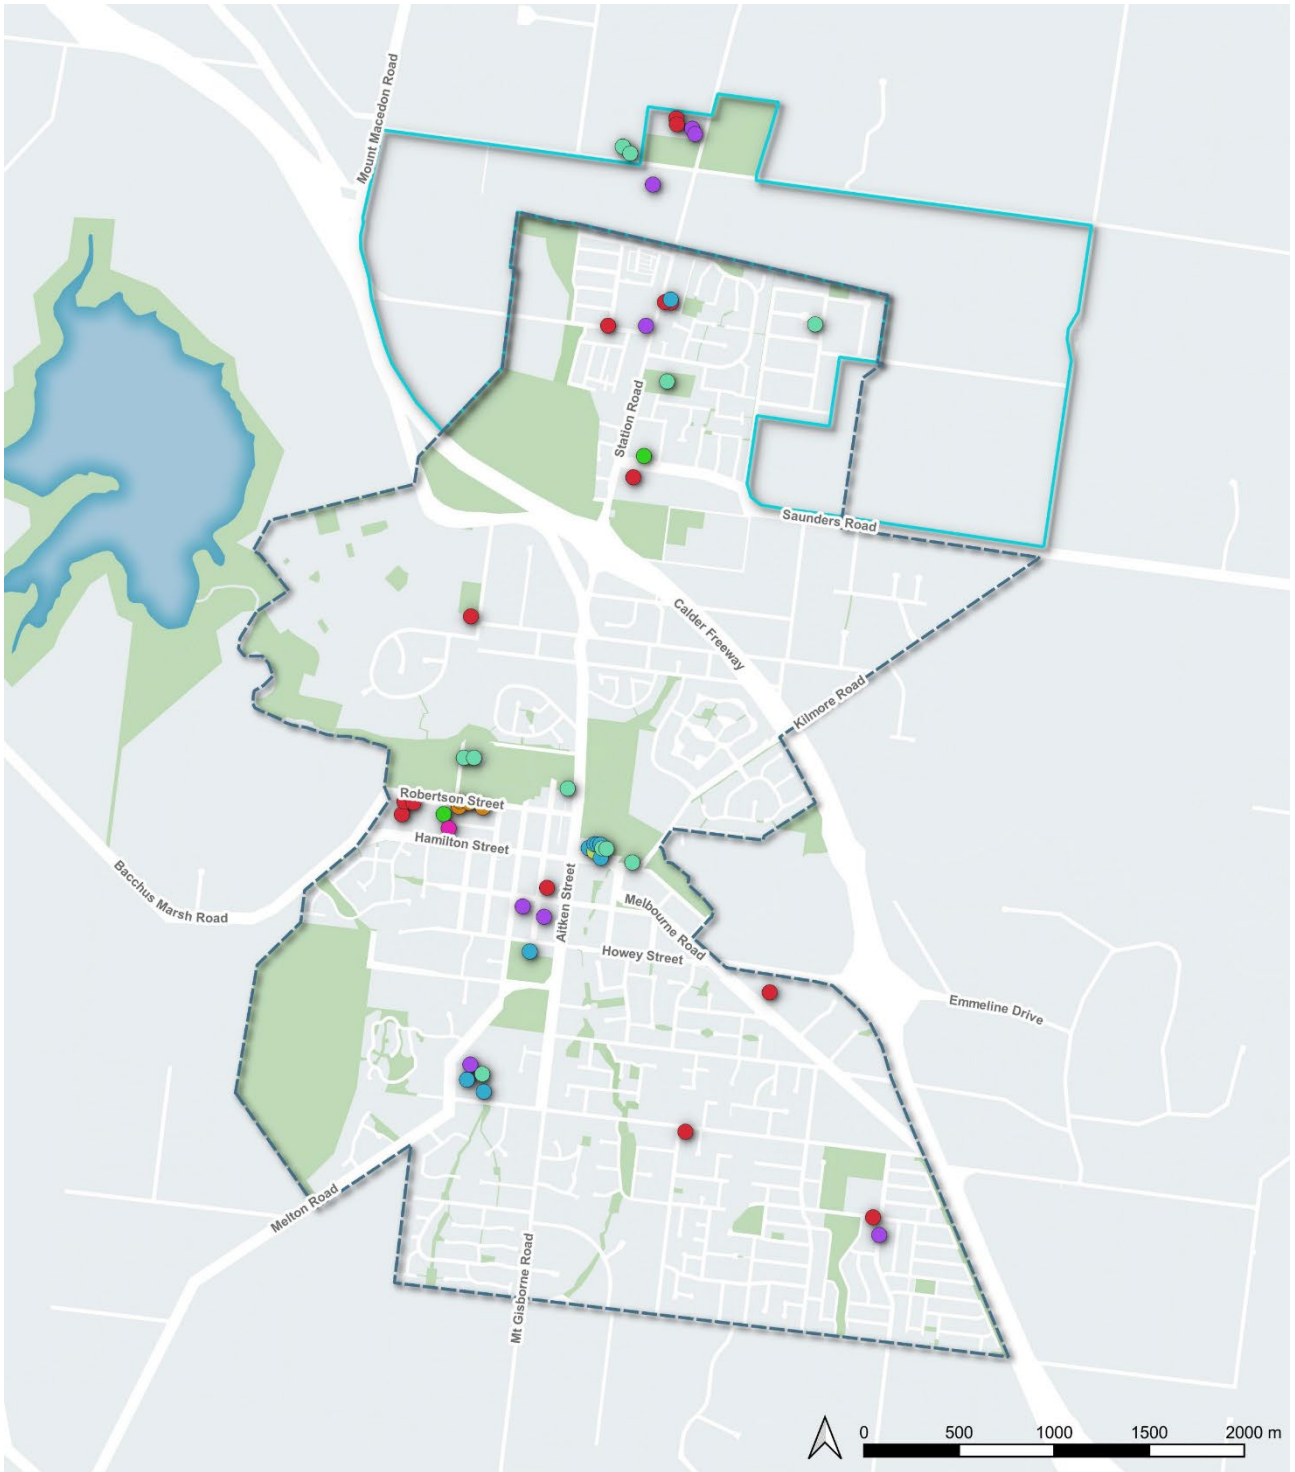 Mount Macedon Road
Station Road
Saunders Road
Calder Freeway
Kilmore Road
Robertson Street
Hamilton Street
Bacchus Marsh Road
Aitken Street
Melbourne Road
Howey Street
Emmeline Drive
Melton Road
Mt Gisborne Road
0 500 1000 1500 2000 m